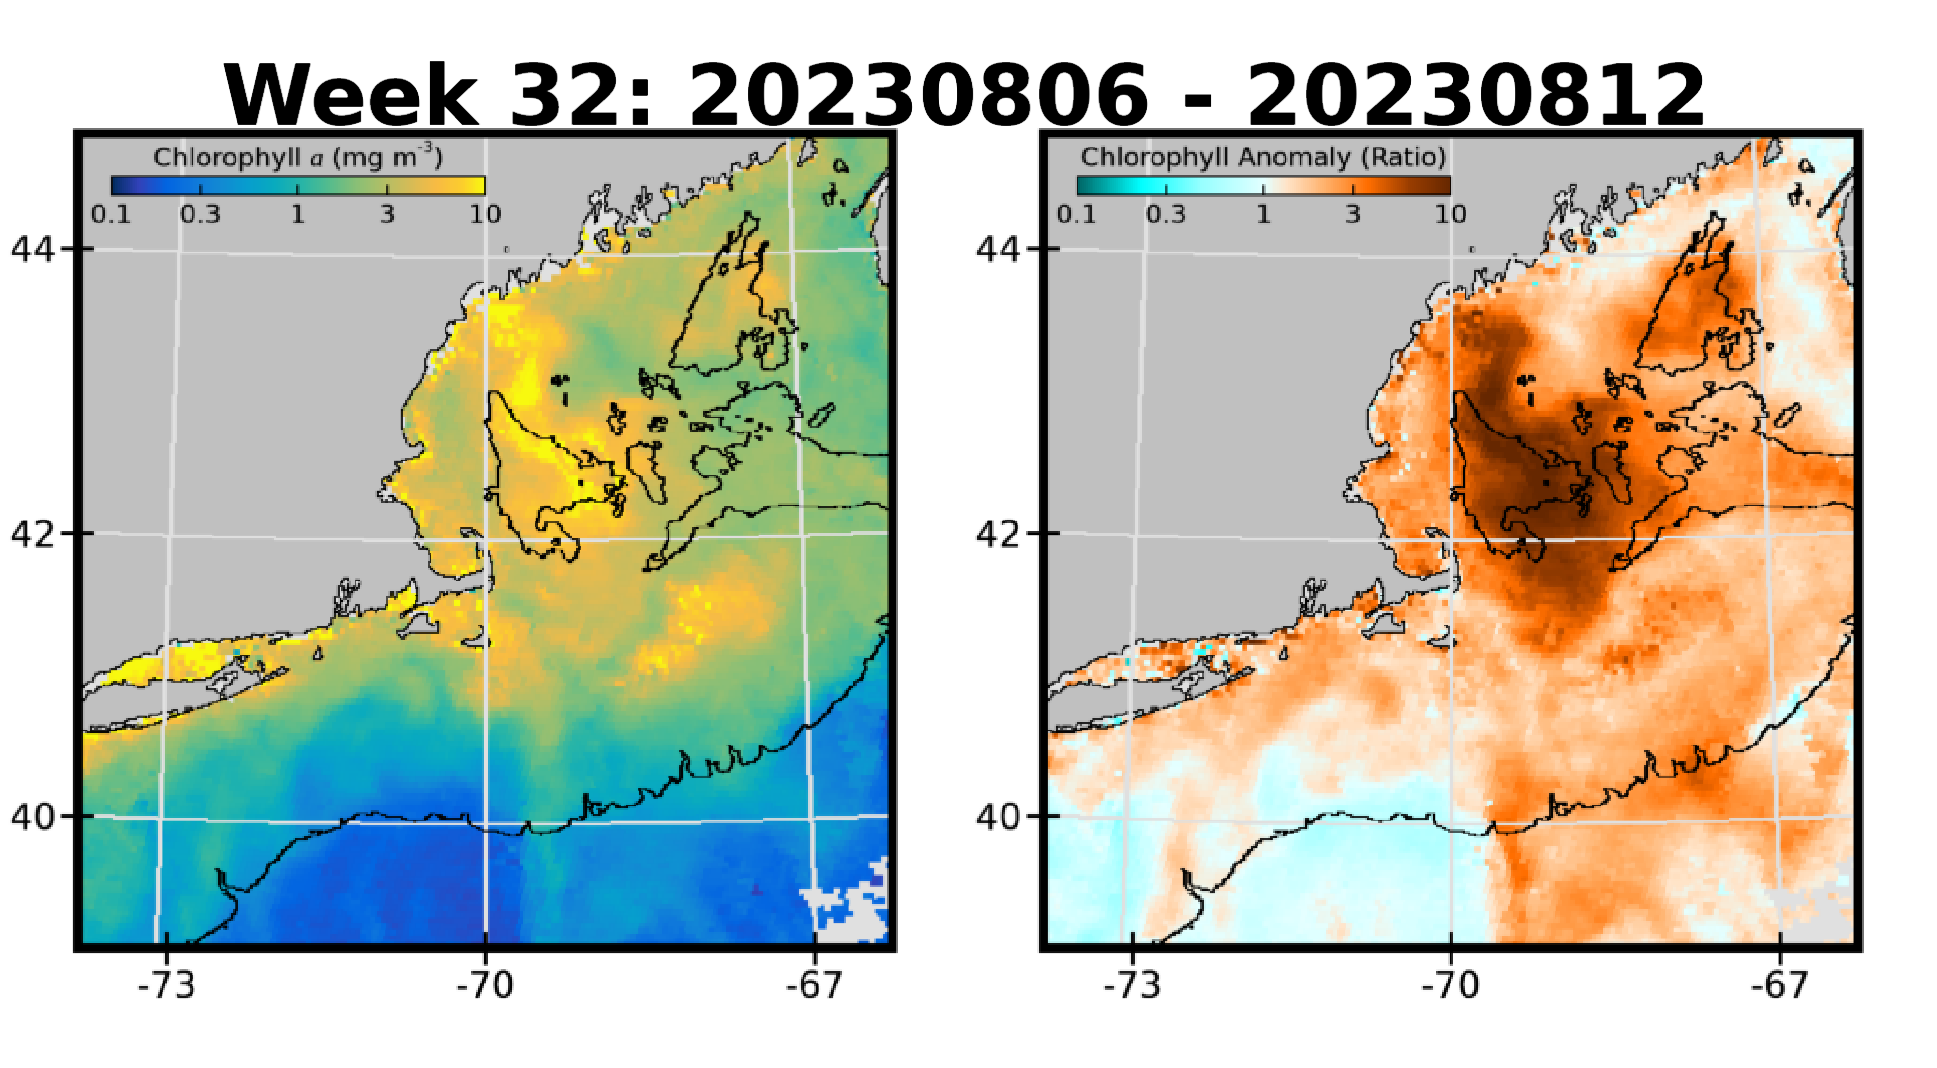 Week 32: 20230806 - 20230812
Chlorophyll a (mg m-3)
0.1 0.3 1 3 10
44
42
40
-73 -70 -67
Chlorophyll Anomaly (Ratio)
0.1 0.3 1 3 10
44
42
40
-73 -70 -67